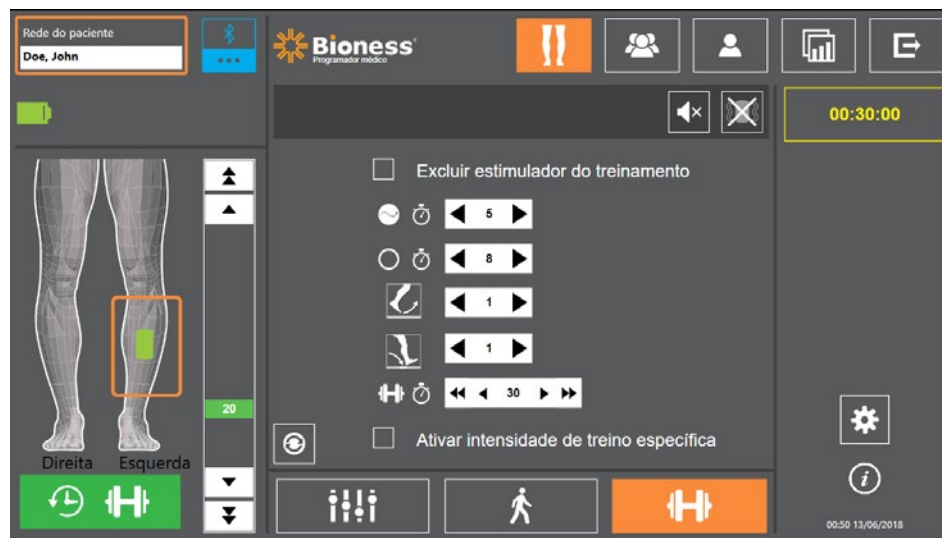 Rede do paciente
Doe, John
Bioness
Programador médico
00:30:00
Excluir estimulador do treinamento
5
8
1
1
30
20
Ativar intensidade de treino específica
Direita Esquerda
00:50 13/06/2018